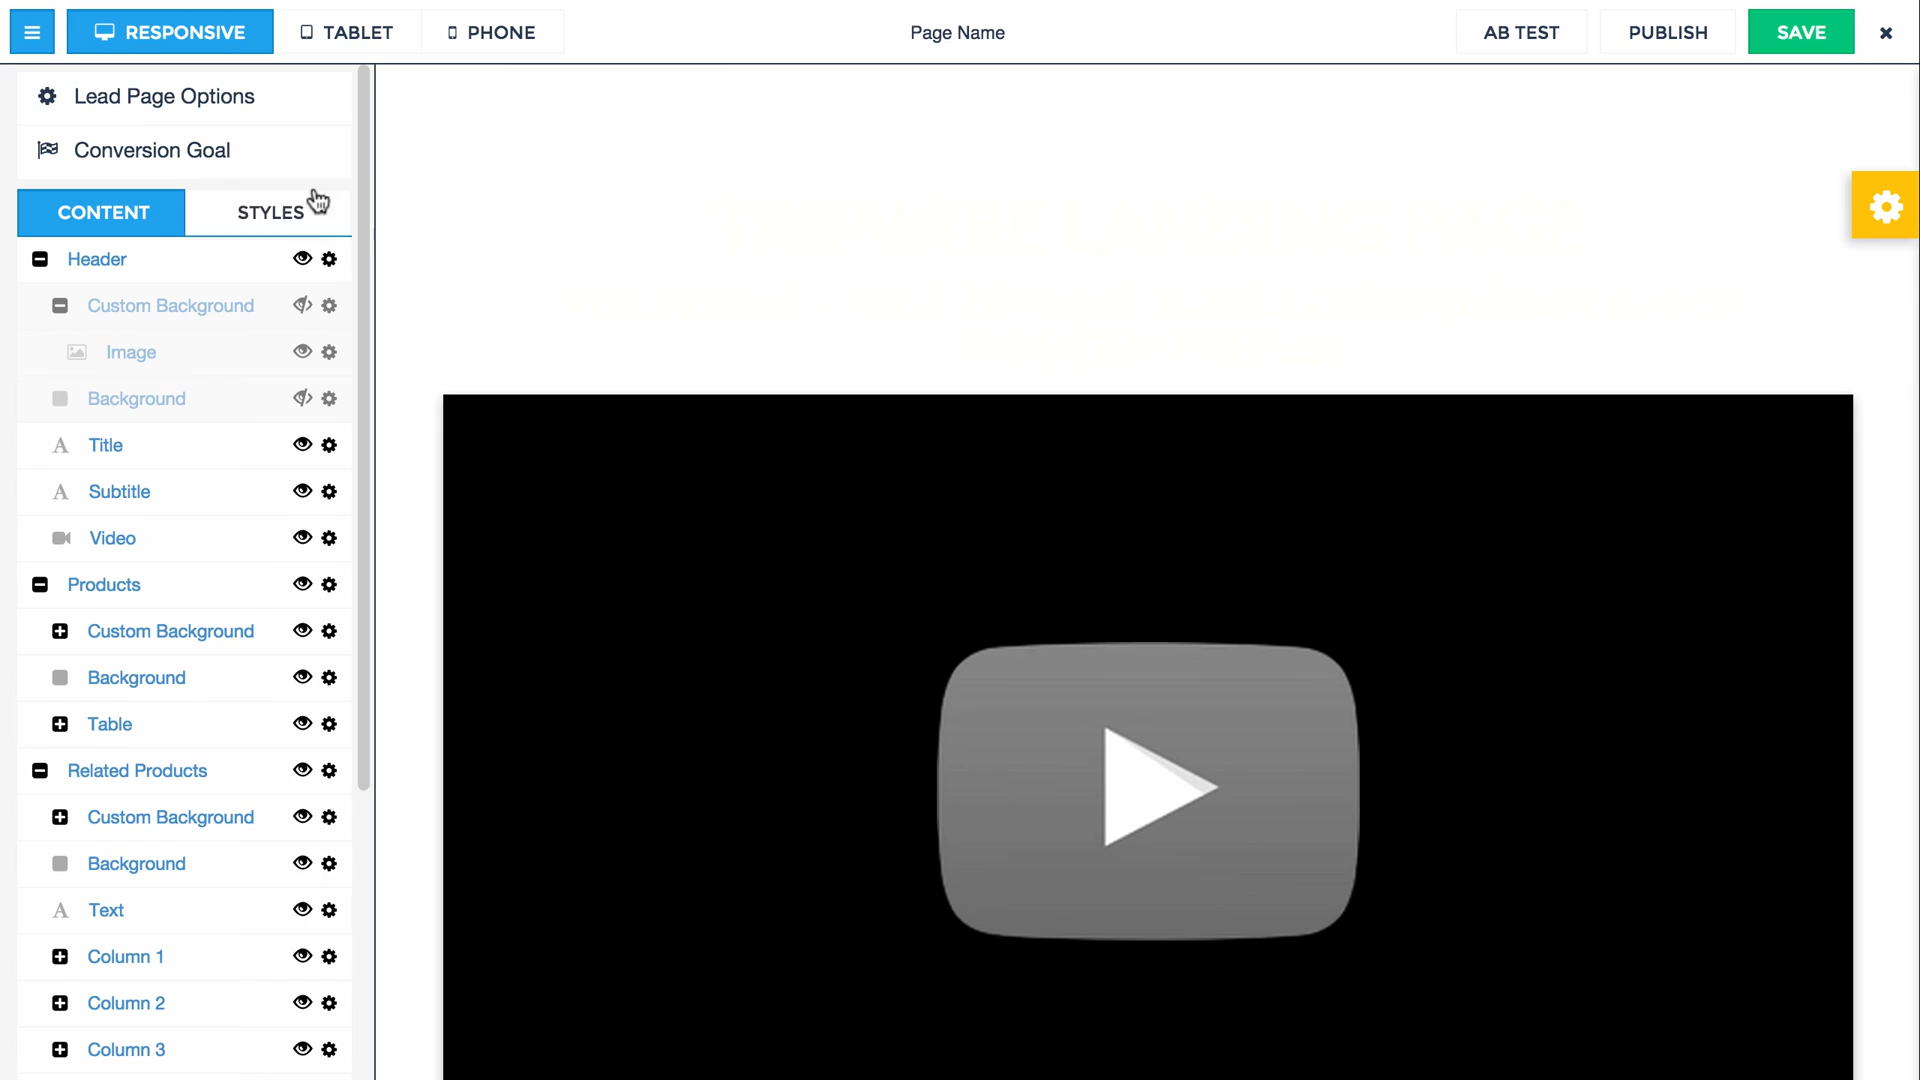 RESPONSIVE TABLET PHONE Page Name AB TEST PUBLISH SAVE
Lead Page Options
Conversion Goal
CONTENT STYLES
Header
Custom Background
Image
Background
Title
Subtitle
Video
Products
Custom Background
Background
Table
Related Products
Custom Background
Background
Text
Column 1
Column 2
Column 3